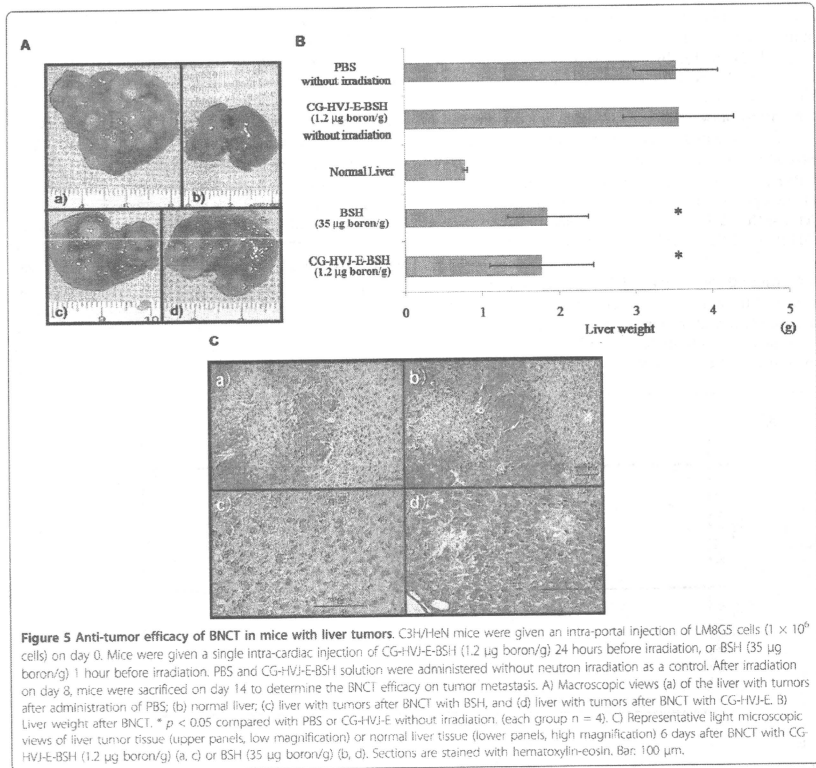 A
B
PBS
without irradiation
CG-HVJ-E-BSH
(1.2 µg boron/g)
without irradiation
Normal Liver
BSH
(35 µg boron/g)
*
CG-HVJ-E-BSH
(1.2 µg boron/g)
*
0 1 2 3 4 5
Liver weight (g)
a)
b)
c)
d)
C
a)
b)
c)
d)
Figure 5 Anti-tumor efficacy of BNCT in mice with liver tumors. C3H/HeN mice were given an intra-portal injection of LM8G5 cells (1 × 10⁶
cells) on day 0. Mice were given a single intra-cardiac injection of CG-HVJ-E-BSH (1.2 µg boron/g) 24 hours before irradiation, or BSH (35 µg
boron/g) 1 hour before irradiation. PBS and CG-HVJ-E-BSH solution were administered without neutron irradiation as a control. After irradiation
on day 8, mice were sacrificed on day 14 to determine the BNCT efficacy on tumor metastasis. A) Macroscopic views (a) of the liver with tumors
after administration of PBS; (b) normal liver; (c) liver with tumors after BNCT with BSH, and (d) liver with tumors after BNCT with CG-HVJ-E. B)
Liver weight after BNCT. * p < 0.05 compared with PBS or CG-HVJ-E without irradiation. (each group n = 4). C) Representative light microscopic
views of liver tumor tissue (upper panels, low magnification) or normal liver tissue (lower panels, high magnification) 6 days after BNCT with CG-
HVJ-E-BSH (1.2 µg boron/g) (a, c) or BSH (35 µg boron/g) (b, d). Sections are stained with hematoxylin-eosin. Bar: 100 µm.